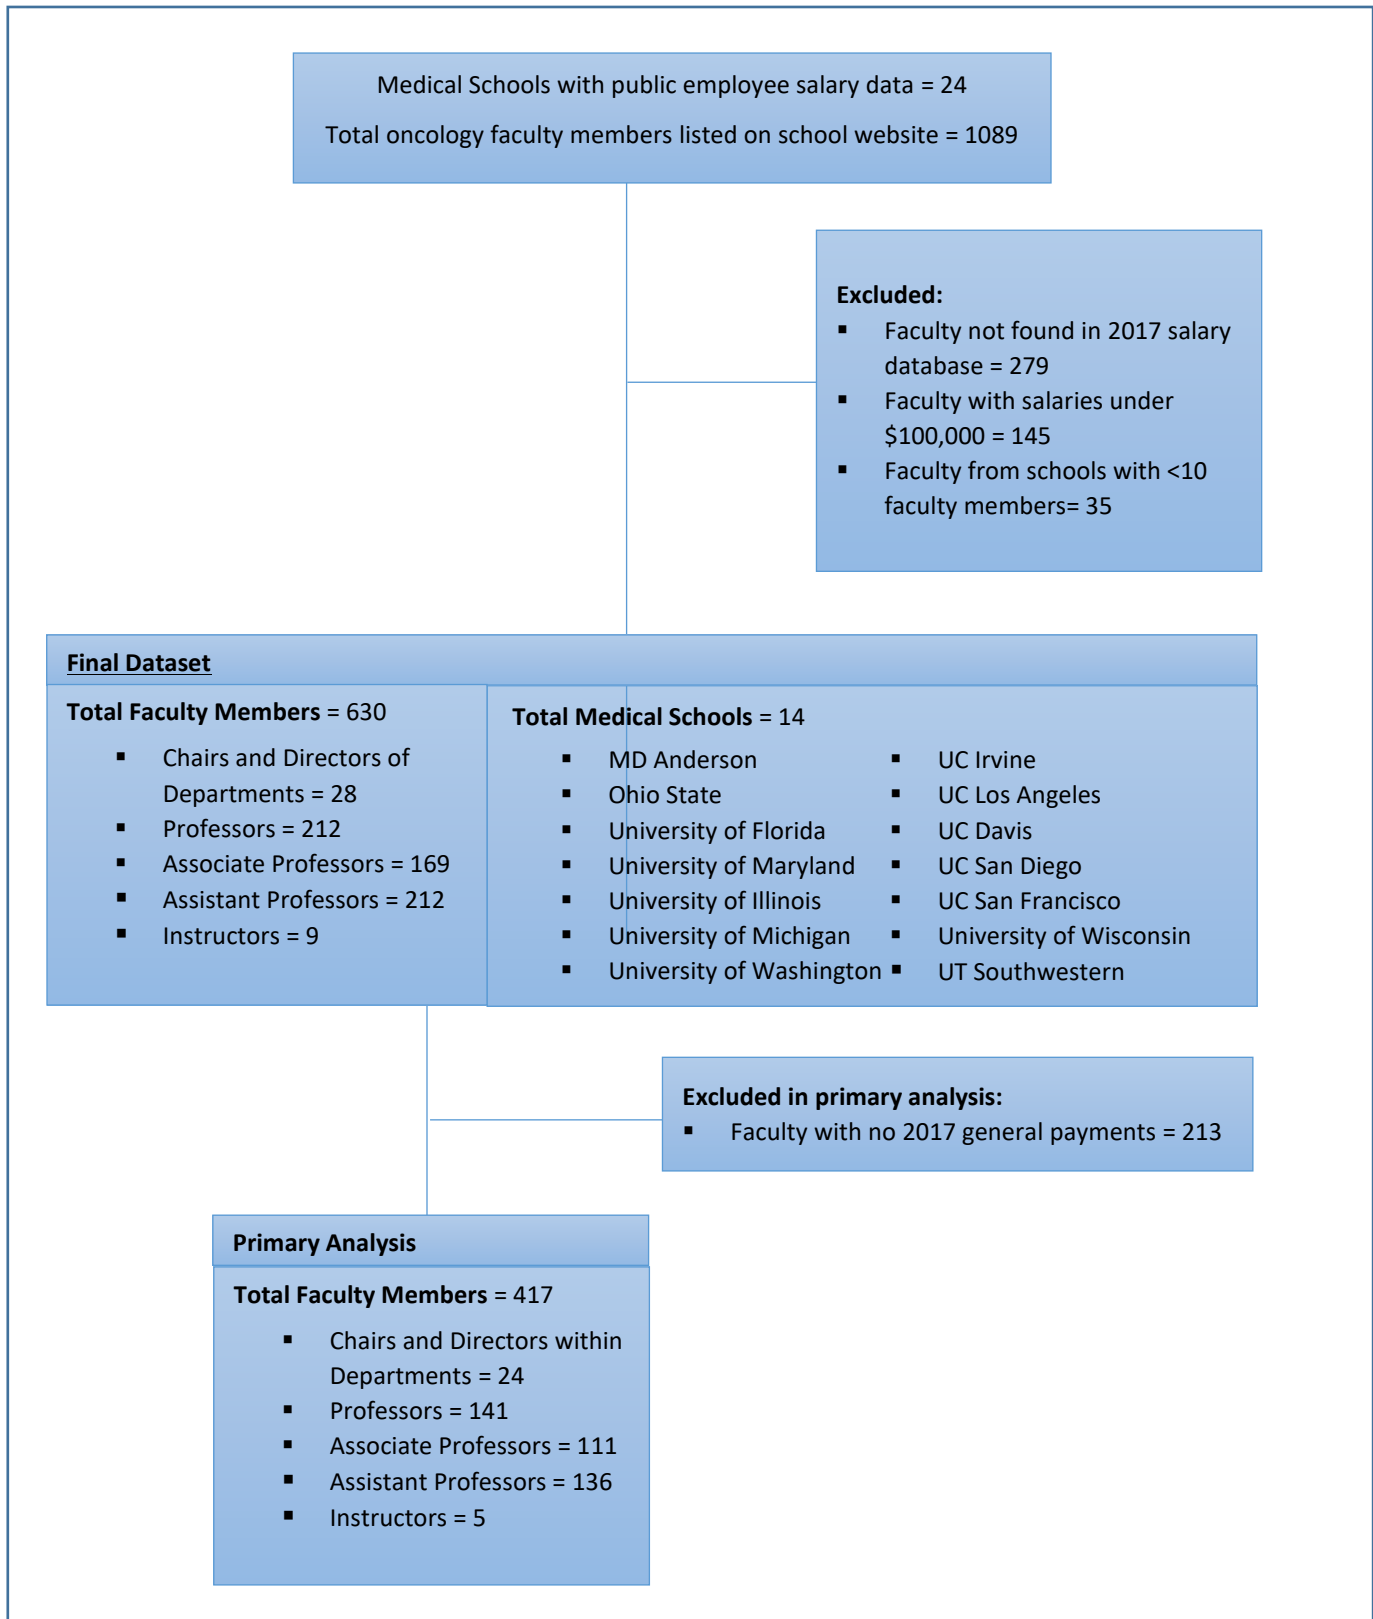 Medical Schools with public employee salary data = 24
Total oncology faculty members listed on school website = 1089
Excluded:
▪ Faculty not found in 2017 salary
database = 279
▪ Faculty with salaries under
$100,000 = 145
▪ Faculty from schools with <10
faculty members= 35
Final Dataset
Total Faculty Members = 630
▪ Chairs and Directors of
Departments = 28
▪ Professors = 212
▪ Associate Professors = 169
▪ Assistant Professors = 212
▪ Instructors = 9
Total Medical Schools = 14
▪ MD Anderson
▪ Ohio State
▪ University of Florida
▪ University of Maryland
▪ University of Illinois
▪ University of Michigan
▪ University of Washington
▪ UC Irvine
▪ UC Los Angeles
▪ UC Davis
▪ UC San Diego
▪ UC San Francisco
▪ University of Wisconsin
▪ UT Southwestern
Excluded in primary analysis:
▪ Faculty with no 2017 general payments = 213
Primary Analysis
Total Faculty Members = 417
▪ Chairs and Directors within
Departments = 24
▪ Professors = 141
▪ Associate Professors = 111
▪ Assistant Professors = 136
▪ Instructors = 5